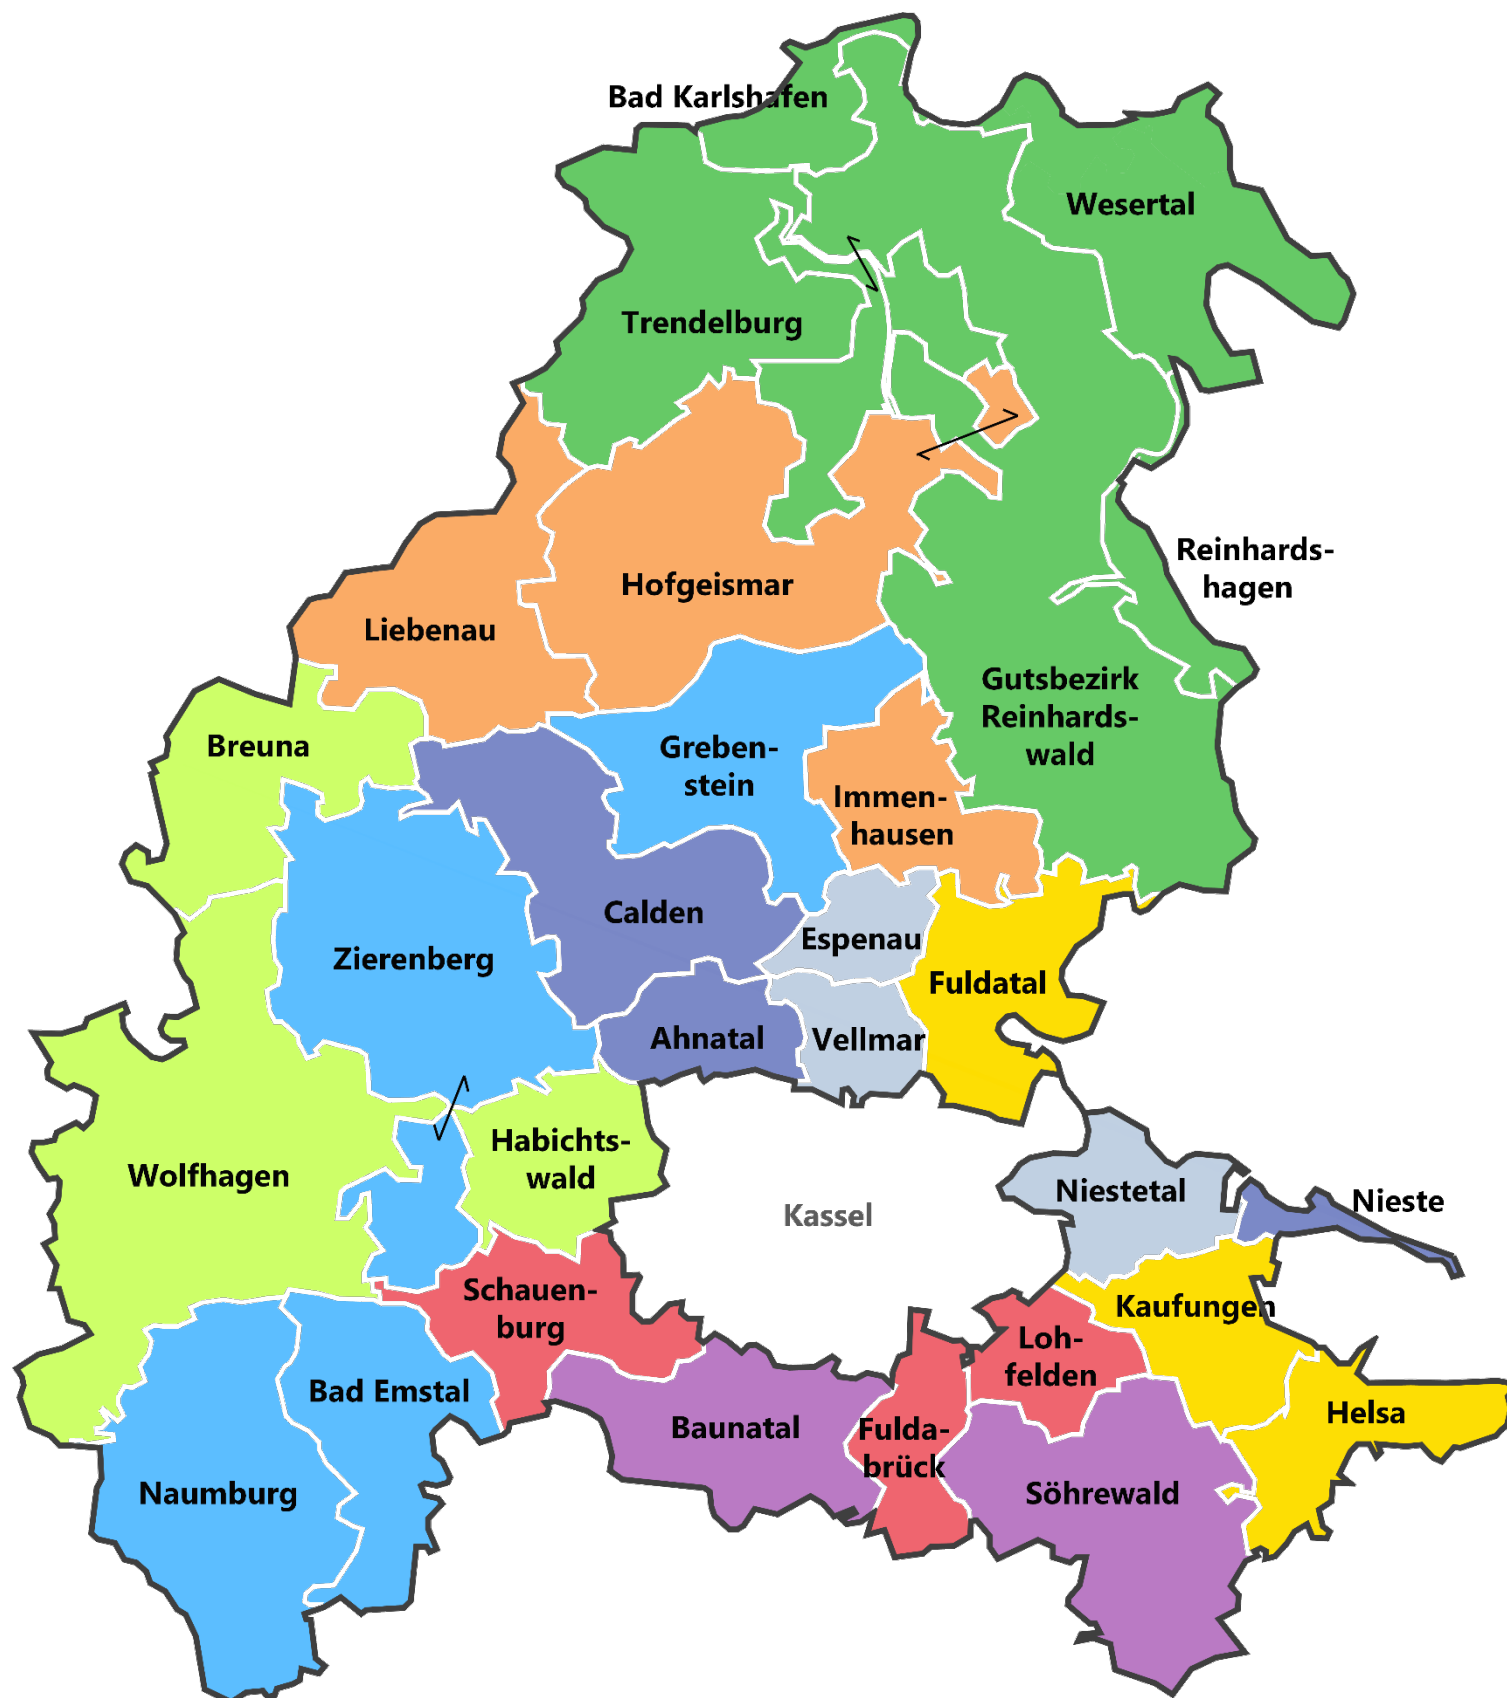 Bad Karlshafen
Wesertal
Trendelburg
Reinhards-
hagen
Hofgeismar
Liebenau
Gutsbezirk
Reinhards-
wald
Breuna
Greben-
stein
Immen-
hausen
Calden
Espenau
Zierenberg
Fuldatal
Ahnatal
Vellmar
Habichts-
wald
Wolfhagen
Niestetal
Nieste
Kassel
Schauen-
burg
Kaufungen
Loh-
felden
Bad Emstal
Helsa
Baunatal
Fulda-
brück
Naumburg
Söhrewald